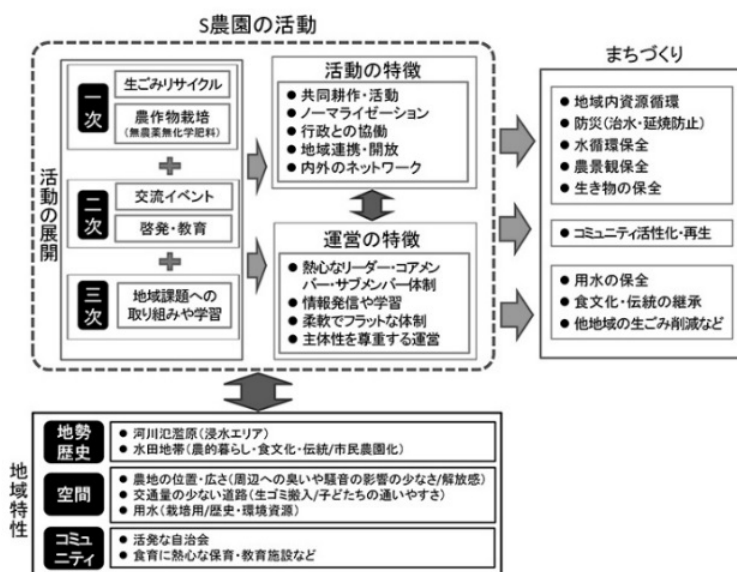 S農園の活動
活動の展開
一次
生ごみリサイクル
農作物栽培
(無農薬無化学肥料)
+
二次
交流イベント
啓発・教育
+
三次
地域課題への
取り組みや学習
活動の特徴
● 共同耕作・活動
● ノーマライゼーション
● 行政との協働
● 地域連携・開放
● 内外のネットワーク
運営の特徴
● 熱心なリーダー・コアメン
バー・サブメンバー体制
● 情報発信や学習
● 柔軟でフラットな体制
● 主体性を尊重する運営
まちづくり
● 地域内資源循環
● 防災(治水・延焼防止)
● 水循環保全
● 農景観保全
● 生き物の保全
● コミュニティ活性化・再生
● 用水の保全
● 食文化・伝統の継承
● 他地域の生ごみ削減など
地域特性
地勢
歴史
● 河川氾濫原(浸水エリア)
● 水田地帯(農的暮らし・食文化・伝統/市民農園化)
空間
● 農地の位置・広さ(周辺への臭いや騒音の影響の少なさ/解放感)
● 交通量の少ない道路(生ゴミ搬入/子どたちの通いやすさ)
● 用水(栽培用/歴史・環境資源)
コミュ
ニティ
● 活発な自治会
● 食育に熱心な保育・教育施設など